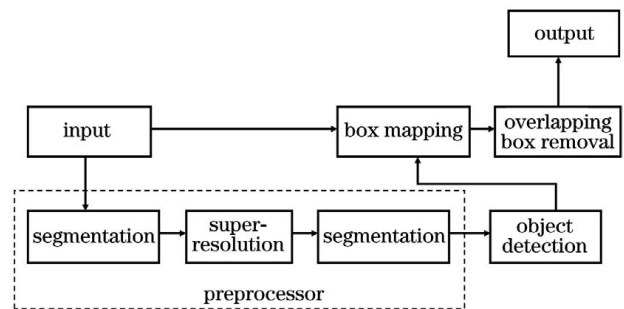 output
input
box mapping
overlapping
box removal
segmentation
super-
resolution
segmentation
object
detection
preprocessor